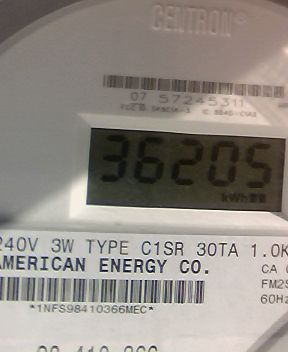 CENTRON®
07 57245311
36205
kWh
240V 3W TYPE C1SR 30TA 1.0K
AMERICAN ENERGY CO.
CA
FM2S
60Hz
*1NFS98410366MEC*